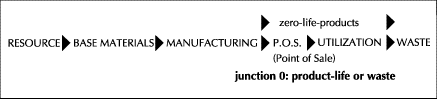 zero-life-products
RESOURCE BASE MATERIALS MANUFACTURING P.O.S. UTILIZATION WASTE
(Point of Sale)
junction 0: product-life or waste